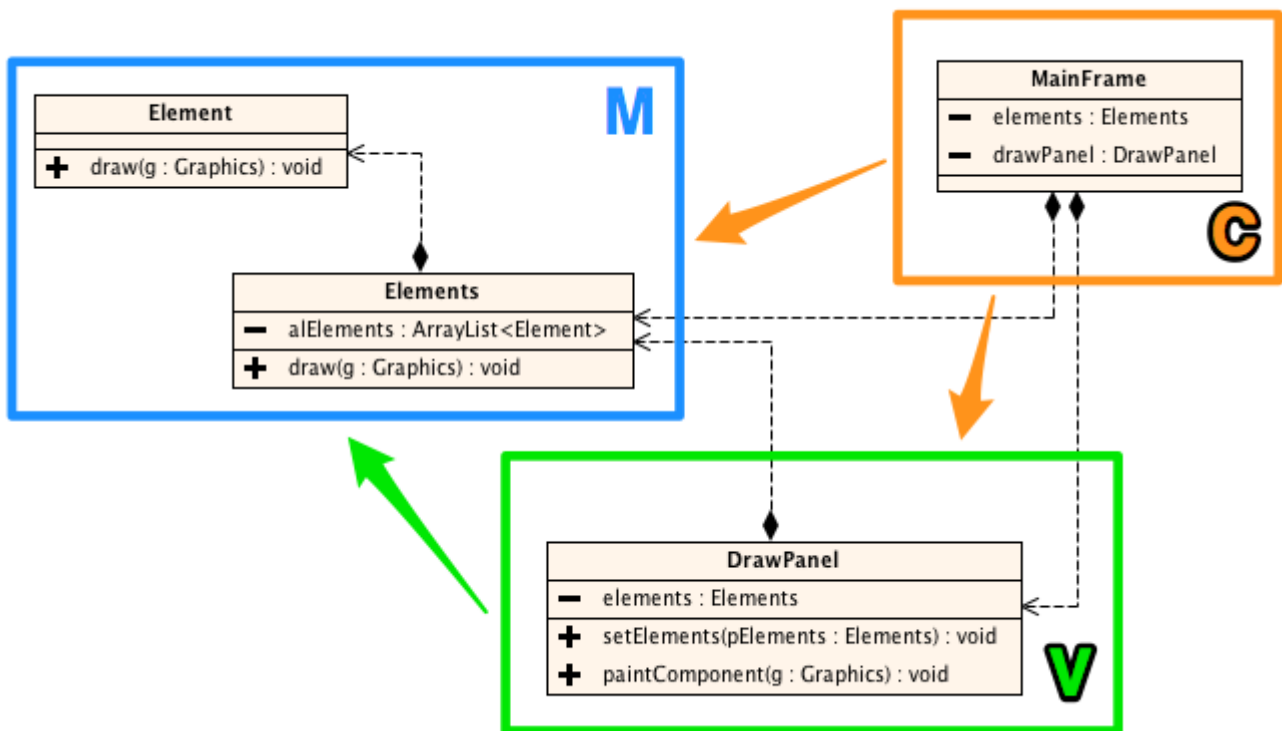 M
Element
+ draw(g : Graphics) : void
Elements
- alElements : ArrayList<Element>
+ draw(g : Graphics) : void
MainFrame
- elements : Elements
- drawPanel : DrawPanel
C
DrawPanel
- elements : Elements
+ setElements(pElements : Elements) : void
+ paintComponent(g : Graphics) : void
V